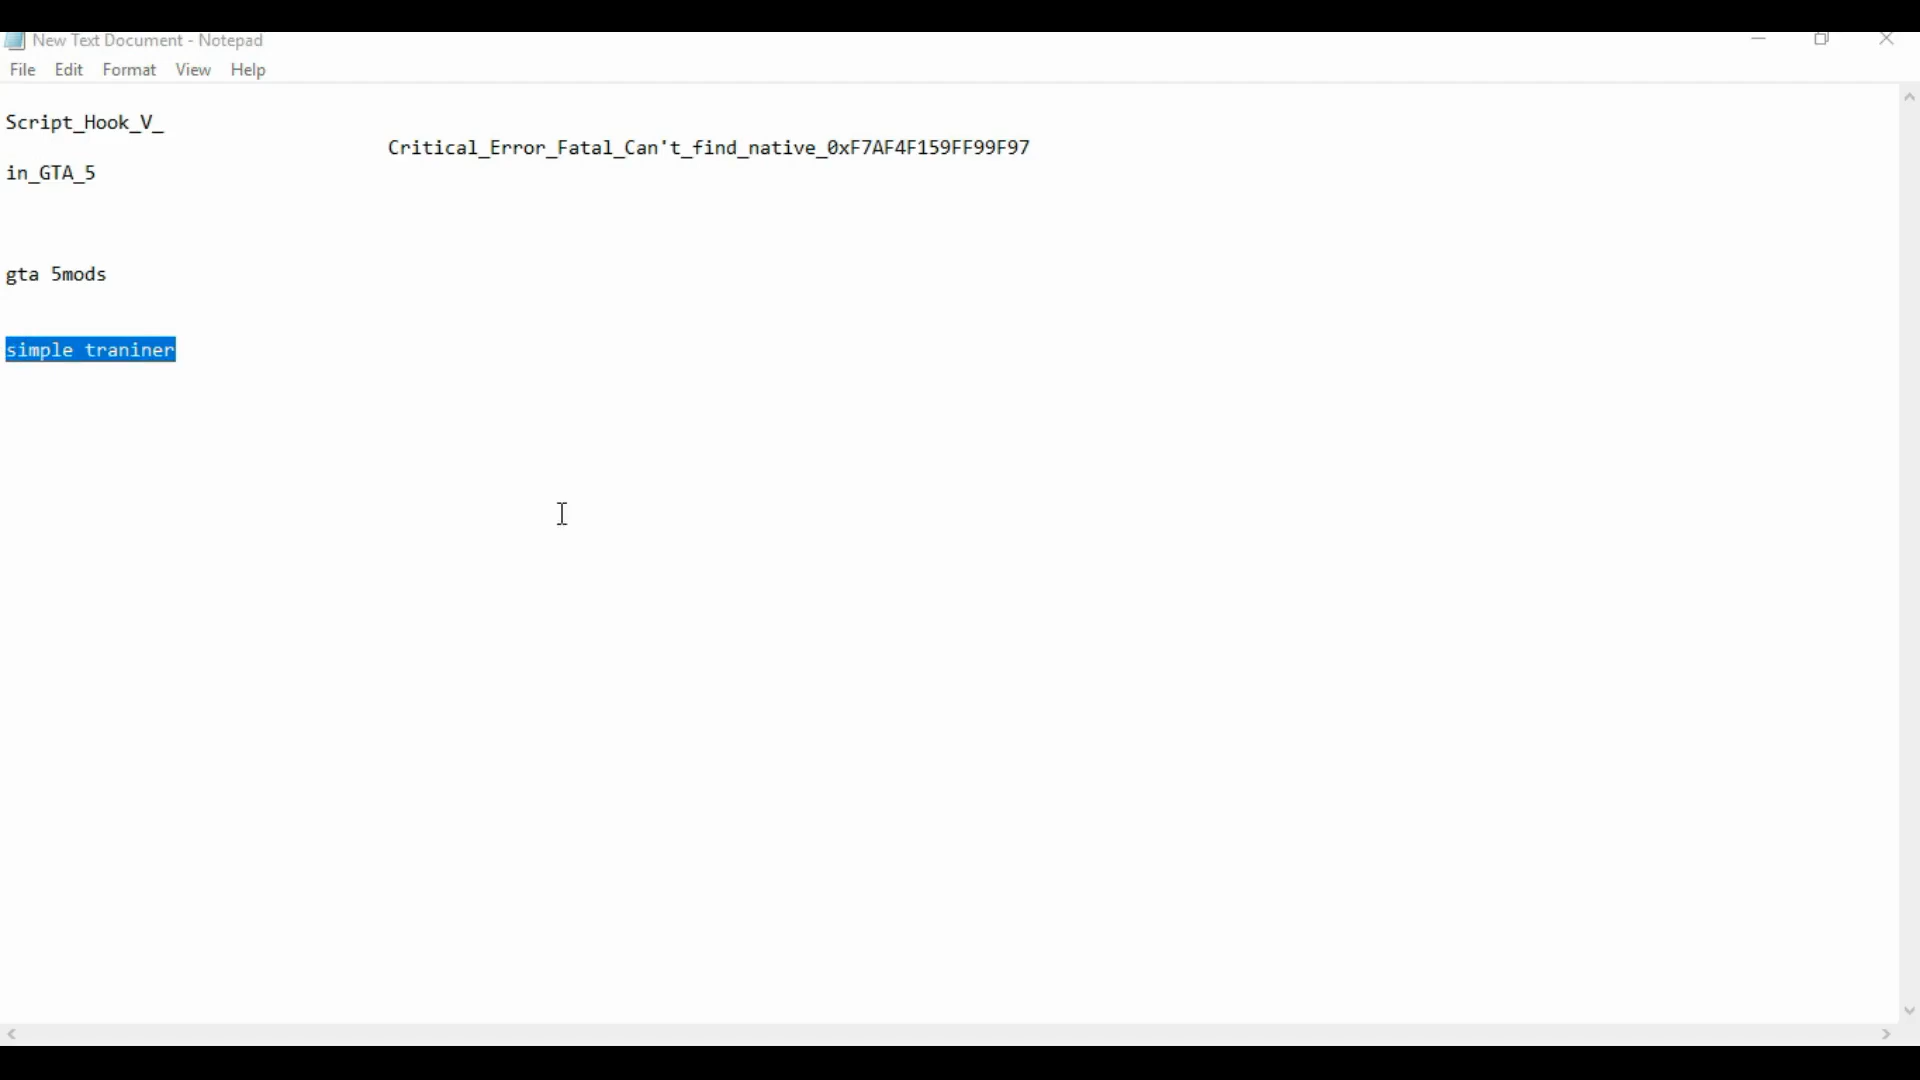 New Text Document - Notepad
File Edit Format View Help
Script_Hook_V_
Critical_Error_Fatal_Can't_find_native_0xF7AF4F159FF99F97
in_GTA_5
gta 5mods
simple traniner